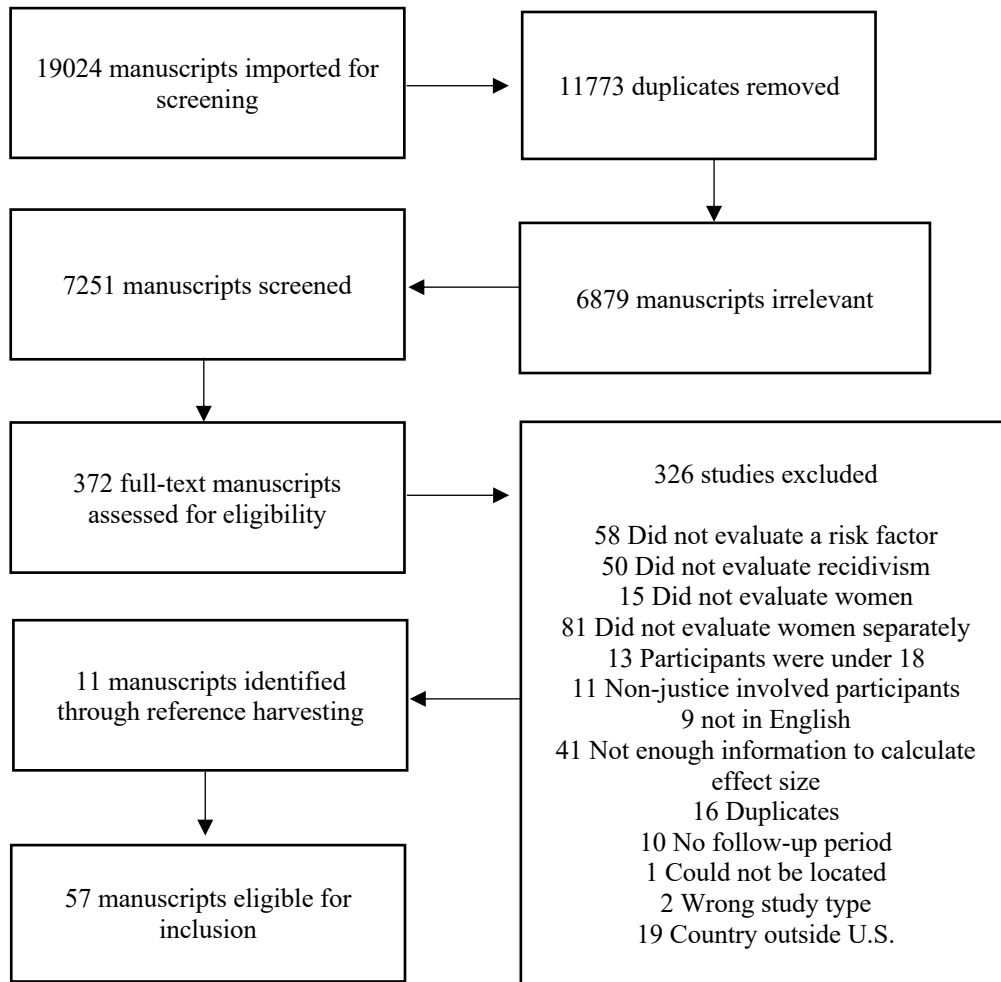 19024 manuscripts imported for
screening
11773 duplicates removed
7251 manuscripts screened
6879 manuscripts irrelevant
372 full-text manuscripts
assessed for eligibility
326 studies excluded
58 Did not evaluate a risk factor
50 Did not evaluate recidivism
15 Did not evaluate women
81 Did not evaluate women separately
13 Participants were under 18
11 Non-justice involved participants
9 not in English
41 Not enough information to calculate
effect size
16 Duplicates
10 No follow-up period
1 Could not be located
2 Wrong study type
19 Country outside U.S.
11 manuscripts identified
through reference harvesting
57 manuscripts eligible for
inclusion